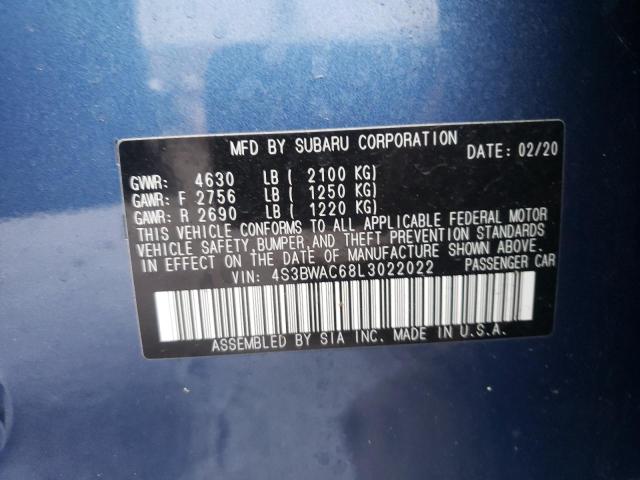 MFD BY SUBARU CORPORATION
DATE: 02/20
GVWR: 4630 LB ( 2100 KG)
GAWR: F 2756 LB ( 1250 KG)
GAWR: R 2690 LB ( 1220 KG)
THIS VEHICLE CONFORMS TO ALL APPLICABLE FEDERAL MOTOR
VEHICLE SAFETY, BUMPER, AND THEFT PREVENTION STANDARDS
IN EFFECT ON THE DATE OF MANUFACTURE SHOWN ABOVE.
VIN: 4S3BWAC68L3022022 PASSENGER CAR
ASSEMBLED BY SIA INC. MADE IN U.S.A.